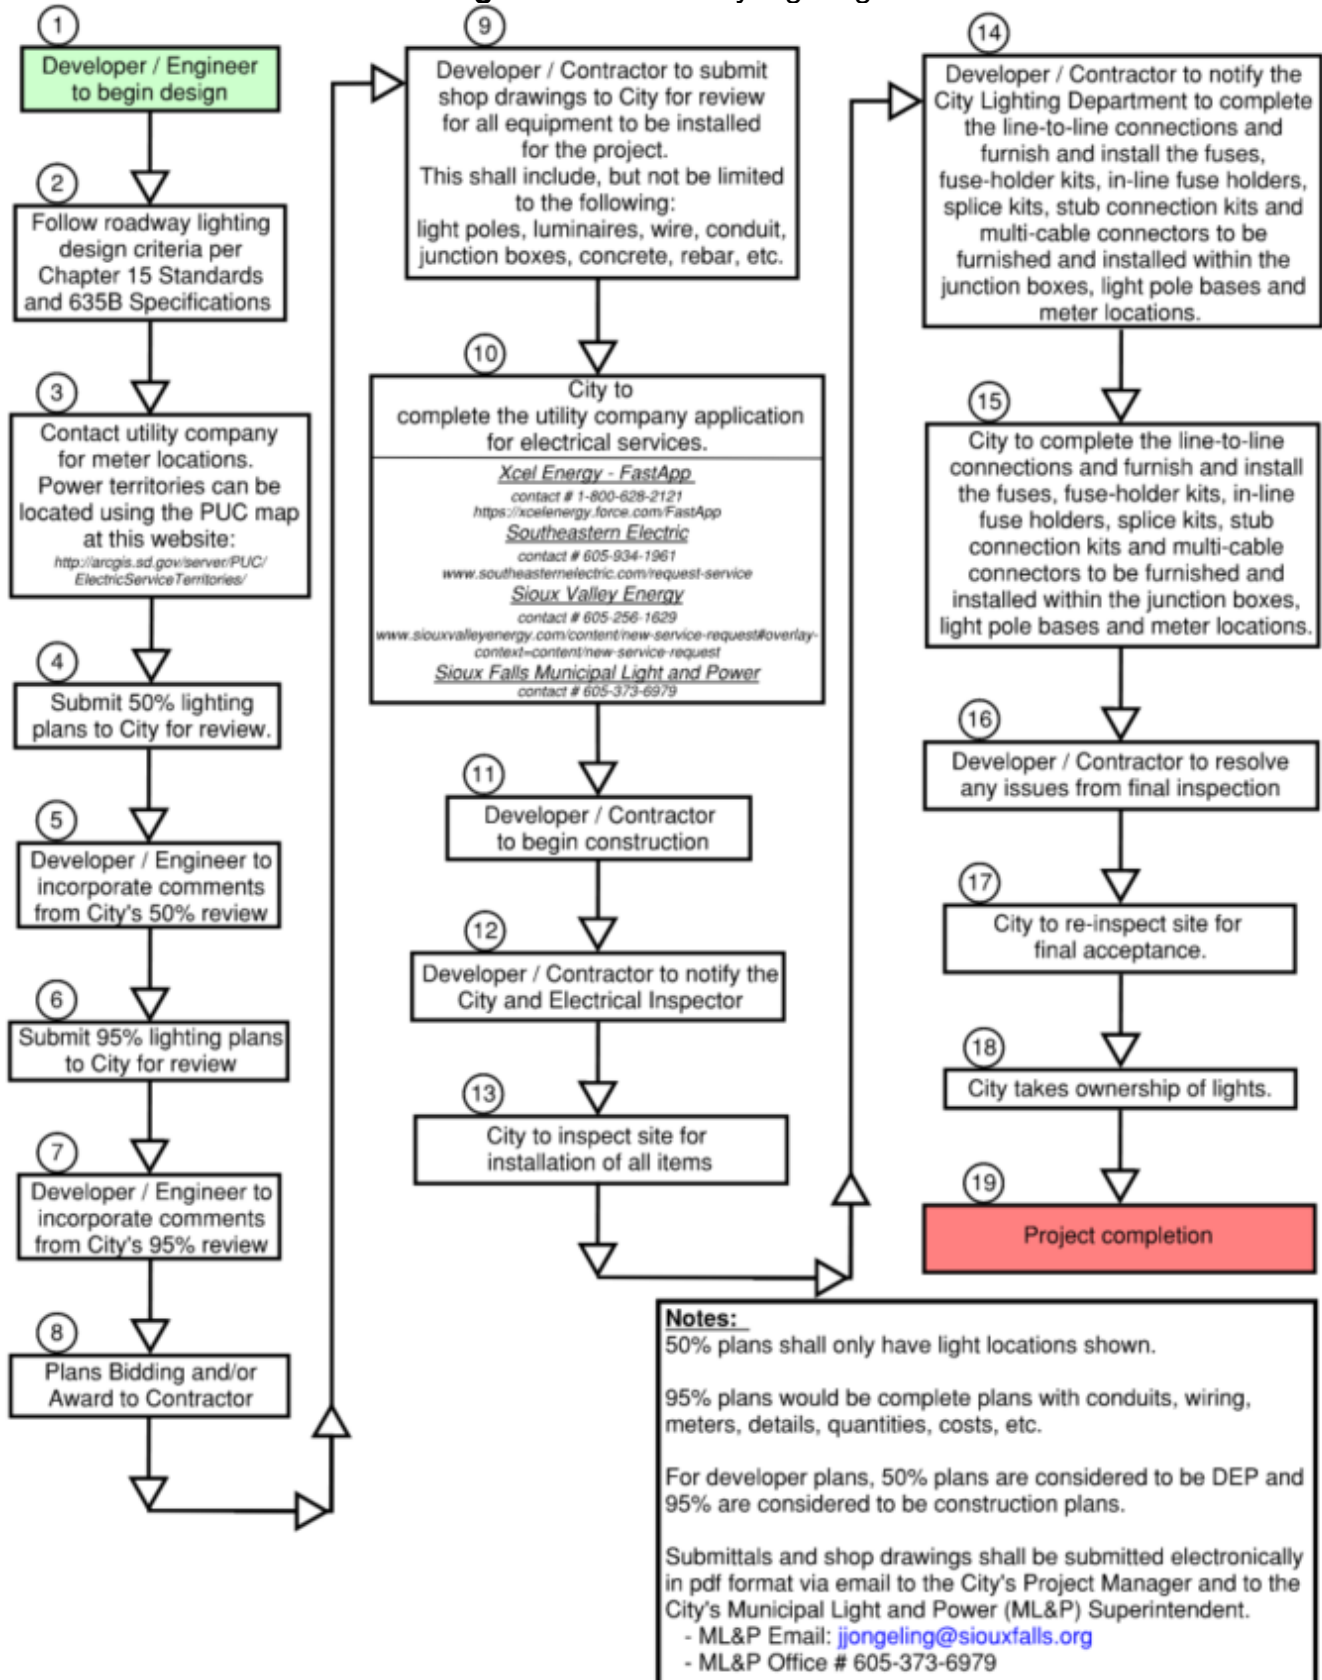 1
Developer / Engineer
to begin design
2
Follow roadway lighting
design criteria per
Chapter 15 Standards
and 635B Specifications
3
Contact utility company
for meter locations.
Power territories can be
located using the PUC map
at this website:
http://arcgis.sd.gov/server/PUC/
ElectricServiceTerritories/
4
Submit 50% lighting
plans to City for review.
5
Developer / Engineer to
incorporate comments
from City's 50% review
6
Submit 95% lighting plans
to City for review
7
Developer / Engineer to
incorporate comments
from City's 95% review
8
Plans Bidding and/or
Award to Contractor
9
Developer / Contractor to submit
shop drawings to City for review
for all equipment to be installed
for the project.
This shall include, but not be limited
to the following:
light poles, luminaires, wire, conduit,
junction boxes, concrete, rebar, etc.
10
City to
complete the utility company application
for electrical services.
Xcel Energy - FastApp
contact # 1-800-628-2121
https://xcelenergy.force.com/FastApp
Southeastern Electric
contact # 605-934-1961
www.southeasternelectric.com/request-service
Sioux Valley Energy
contact # 605-256-1629
www.siouxvalleyenergy.com/content/new-service-request#overlay-
context=content/new-service-request
Sioux Falls Municipal Light and Power
contact # 605-373-6979
11
Developer / Contractor
to begin construction
12
Developer / Contractor to notify the
City and Electrical Inspector
13
City to inspect site for
installation of all items
14
Developer / Contractor to notify the
City Lighting Department to complete
the line-to-line connections and
furnish and install the fuses,
fuse-holder kits, in-line fuse holders,
splice kits, stub connection kits and
multi-cable connectors to be
furnished and installed within the
junction boxes, light pole bases and
meter locations.
15
City to complete the line-to-line
connections and furnish and install
the fuses, fuse-holder kits, in-line
fuse holders, splice kits, stub
connection kits and multi-cable
connectors to be furnished and
installed within the junction boxes,
light pole bases and meter locations.
16
Developer / Contractor to resolve
any issues from final inspection
17
City to re-inspect site for
final acceptance.
18
City takes ownership of lights.
19
Project completion
Notes:
50% plans shall only have light locations shown.
95% plans would be complete plans with conduits, wiring,
meters, details, quantities, costs, etc.
For developer plans, 50% plans are considered to be DEP and
95% are considered to be construction plans.
Submittals and shop drawings shall be submitted electronically
in pdf format via email to the City's Project Manager and to the
City's Municipal Light and Power (ML&P) Superintendent.
- ML&P Email: jjongeling@siouxfalls.org
- ML&P Office # 605-373-6979